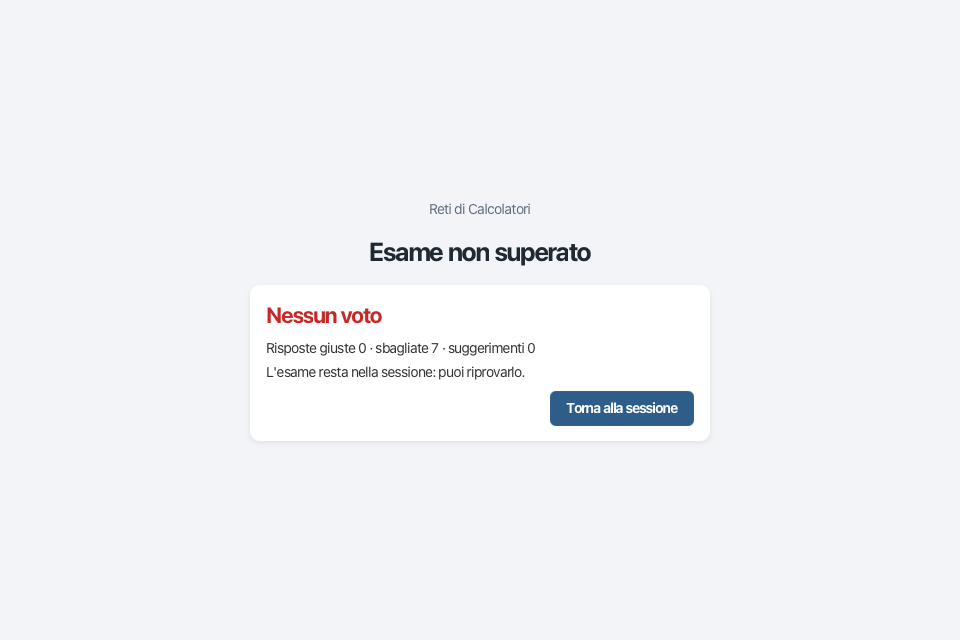 Reti di Calcolatori
Esame non superato
Nessun voto
Risposte giuste 0 · sbagliate 7 · suggerimenti 0
L'esame resta nella sessione: puoi riprovarlo.
Torna alla sessione